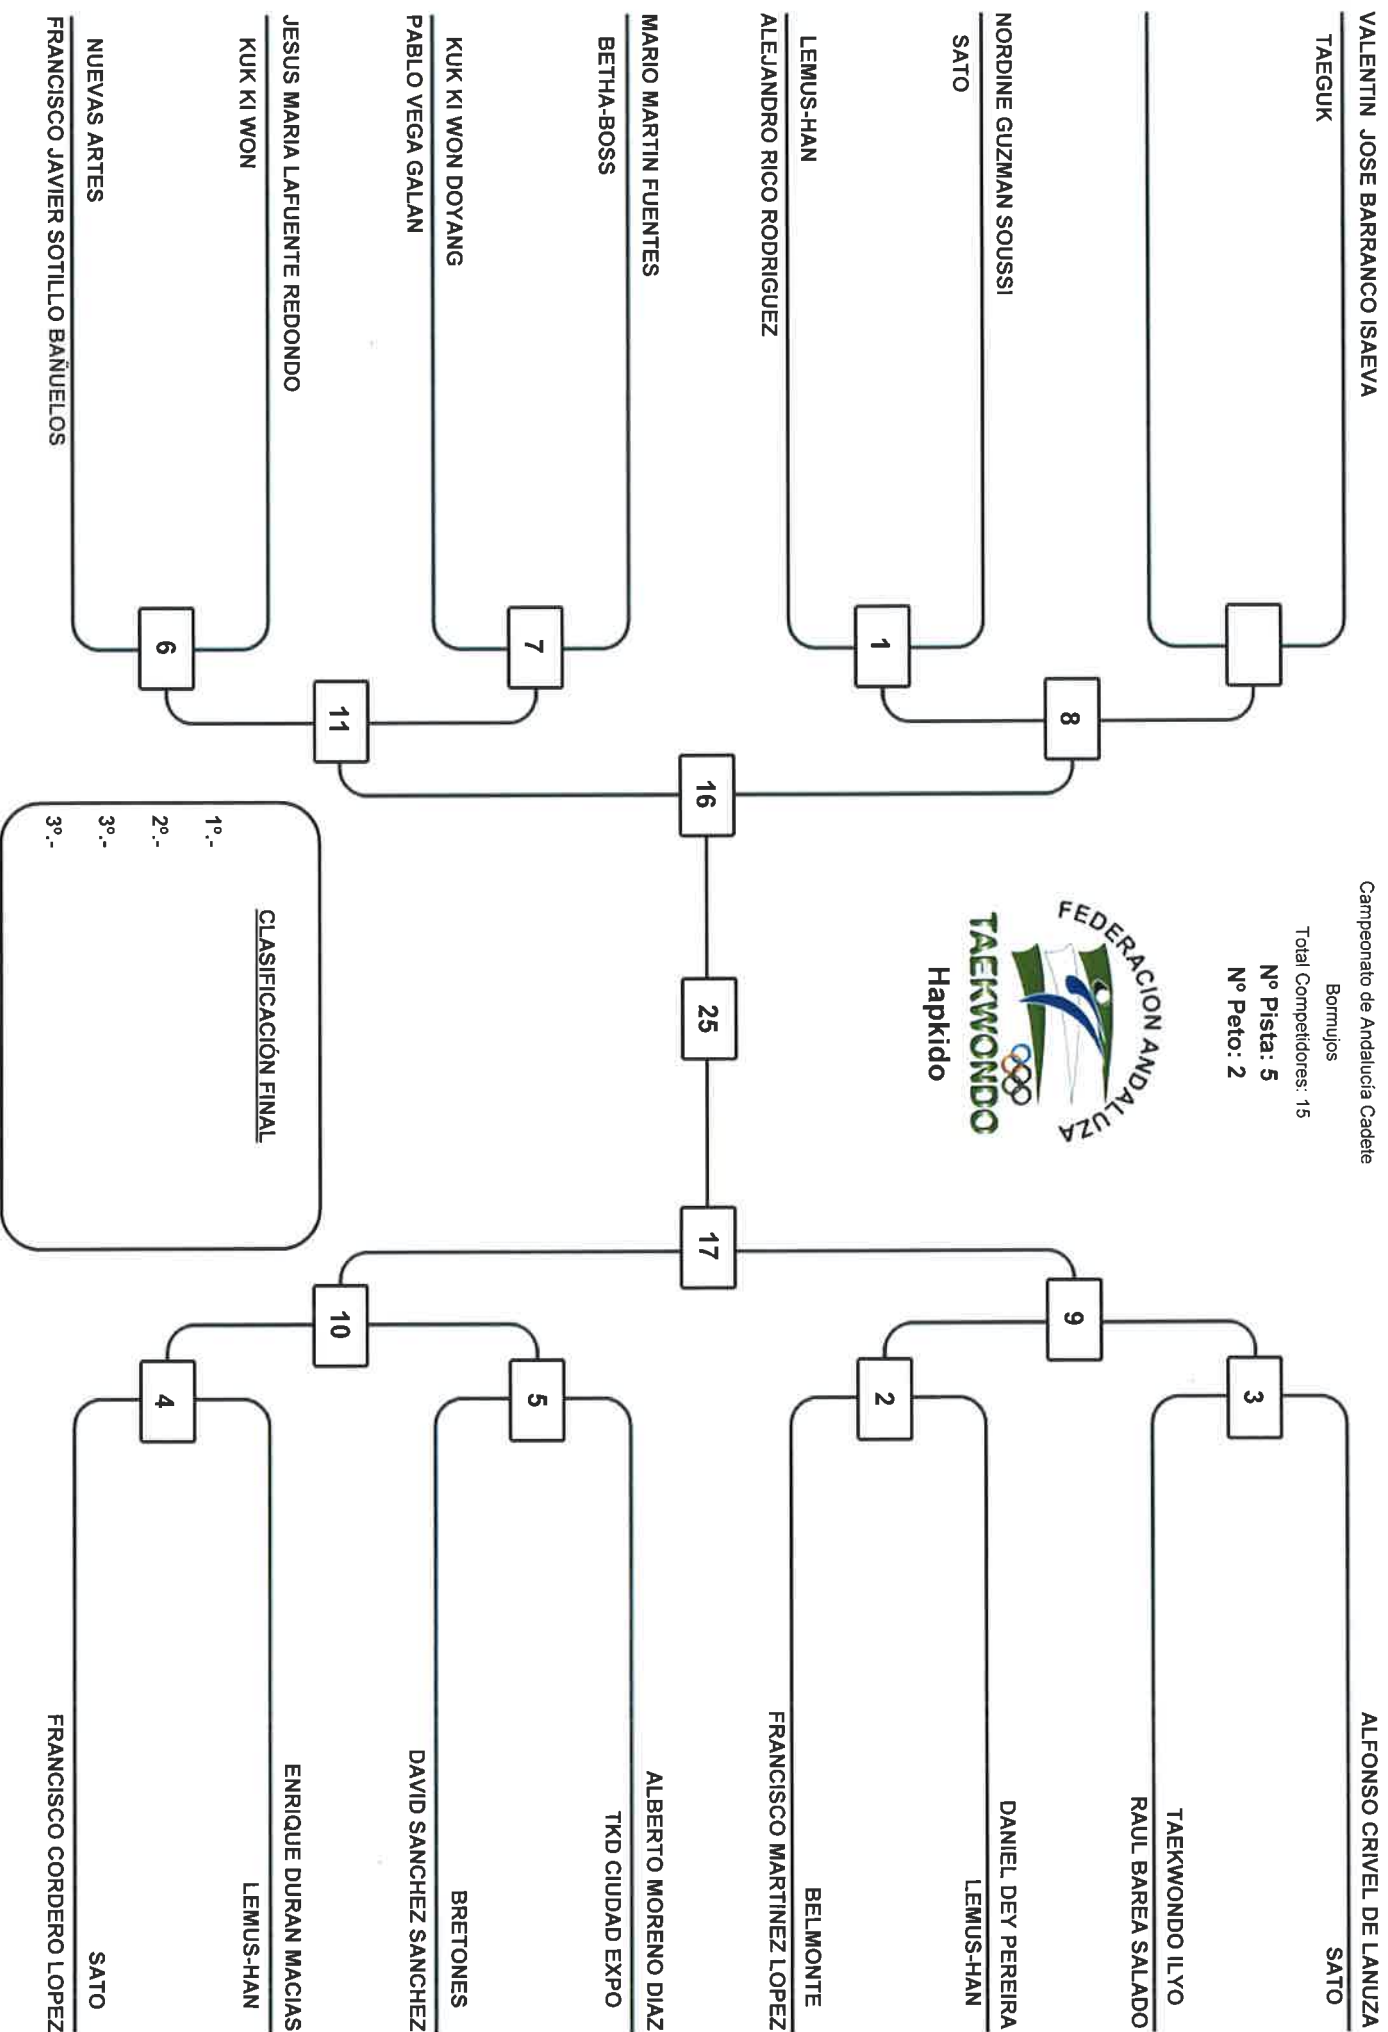 Campeonato de Andalucía Cadete
Bormujos
Total Competidores: 15
Nº Pista: 5
Nº Peto: 2
FEDERACION ANDALUZA
TAEKWONDO
Hapkido
VALENTIN JOSE BARRANCO ISAEVA
TAEGUK
NORDINE GUZMAN SOUSSI
SATO
LEMUS-HAN
ALEJANDRO RICO RODRIGUEZ
MARIO MARTIN FUENTES
BETHA-BOSS
KUK KI WON DOYANG
PABLO VEGA GALAN
JESUS MARIA LAFUENTE REDONDO
KUK KI WON
NUEVAS ARTES
FRANCISCO JAVIER SOTILLO BAÑUELOS
1
7
6
8
11
16
25
17
9
10
3
2
5
4
ALFONSO CRIVEL DE LANUZA
SATO
TAEKWONDO ILYO
RAUL BAREA SALADO
DANIEL DEY PEREIRA
LEMUS-HAN
BELMONTE
FRANCISCO MARTINEZ LOPEZ
ALBERTO MORENO DIAZ
TKD CIUDAD EXPO
BRETONES
DAVID SANCHEZ SANCHEZ
ENRIQUE DURAN MACIAS
LEMUS-HAN
SATO
FRANCISCO CORDERO LOPEZ
CLASIFICACIÓN FINAL
1º.-
2º.-
3º.-
3º.-